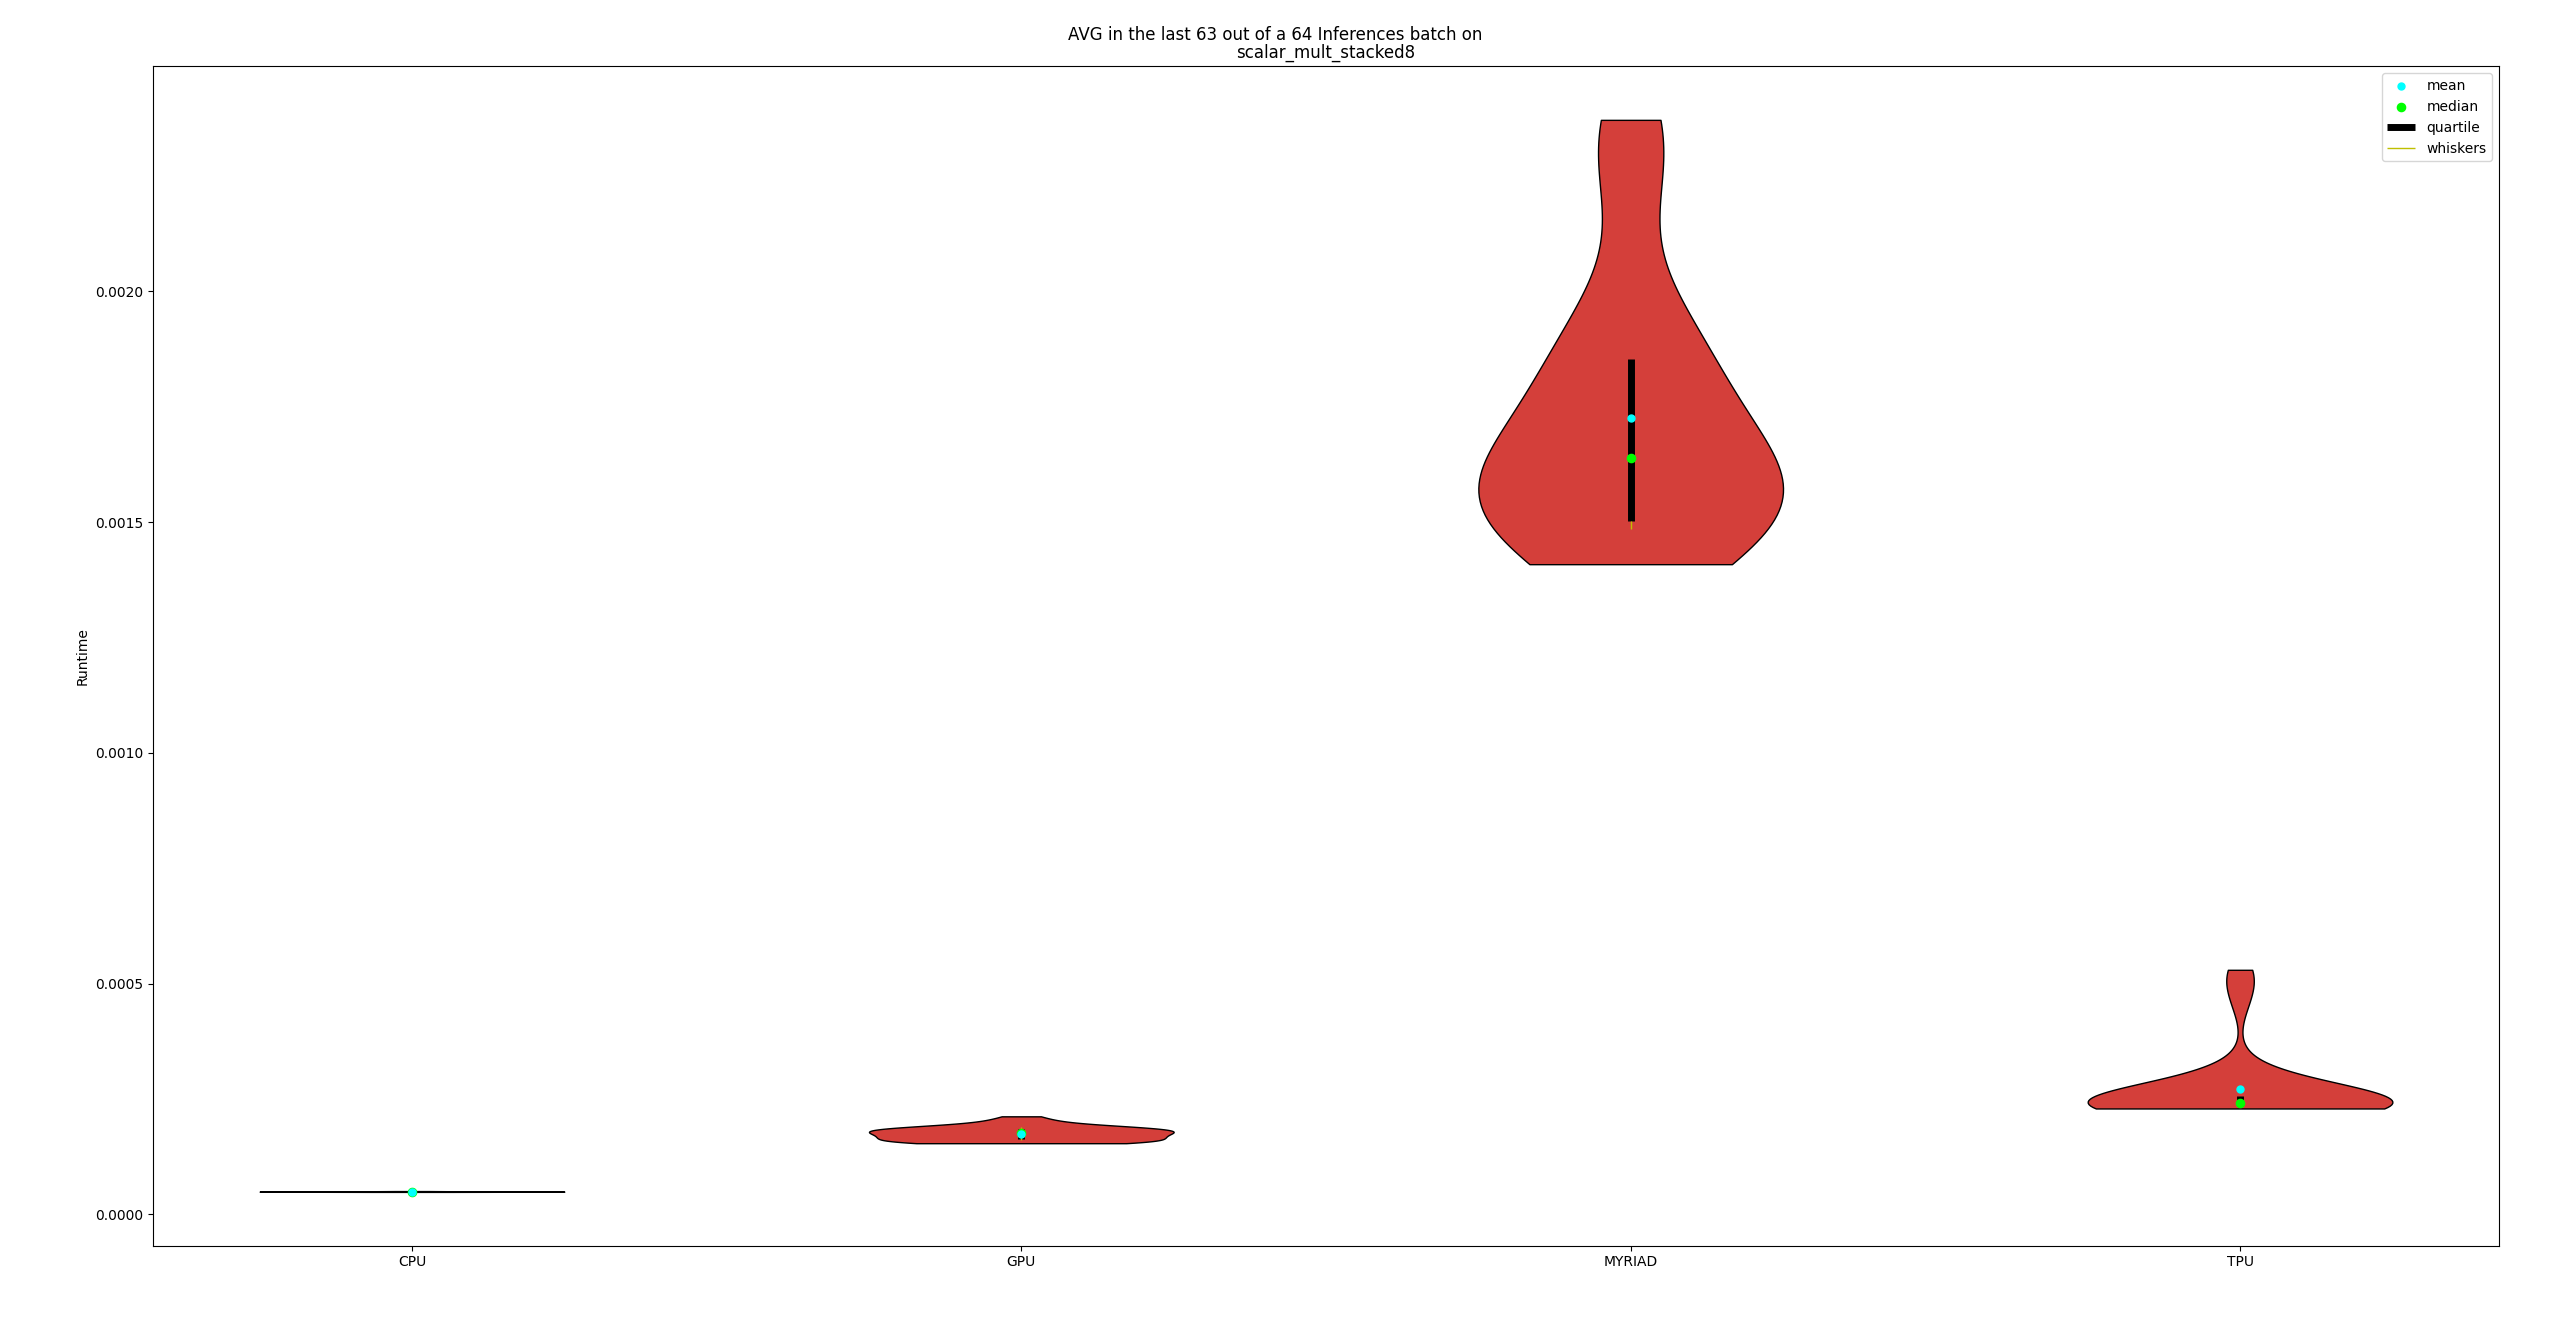 AVG in the last 63 out of a 64 Inferences batch on
scalar_mult_stacked8
mean
median
quartile
whiskers
Runtime
0.0020
0.0015
0.0010
0.0005
0.0000
CPU GPU MYRIAD TPU